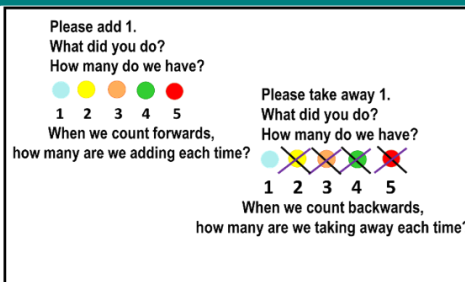 Please add 1.
What did you do?
How many do we have?
1 2 3 4 5
When we count forwards,
how many are we adding each time?
Please take away 1.
What did you do?
How many do we have?
1 2 3 4 5
When we count backwards,
how many are we taking away each time?